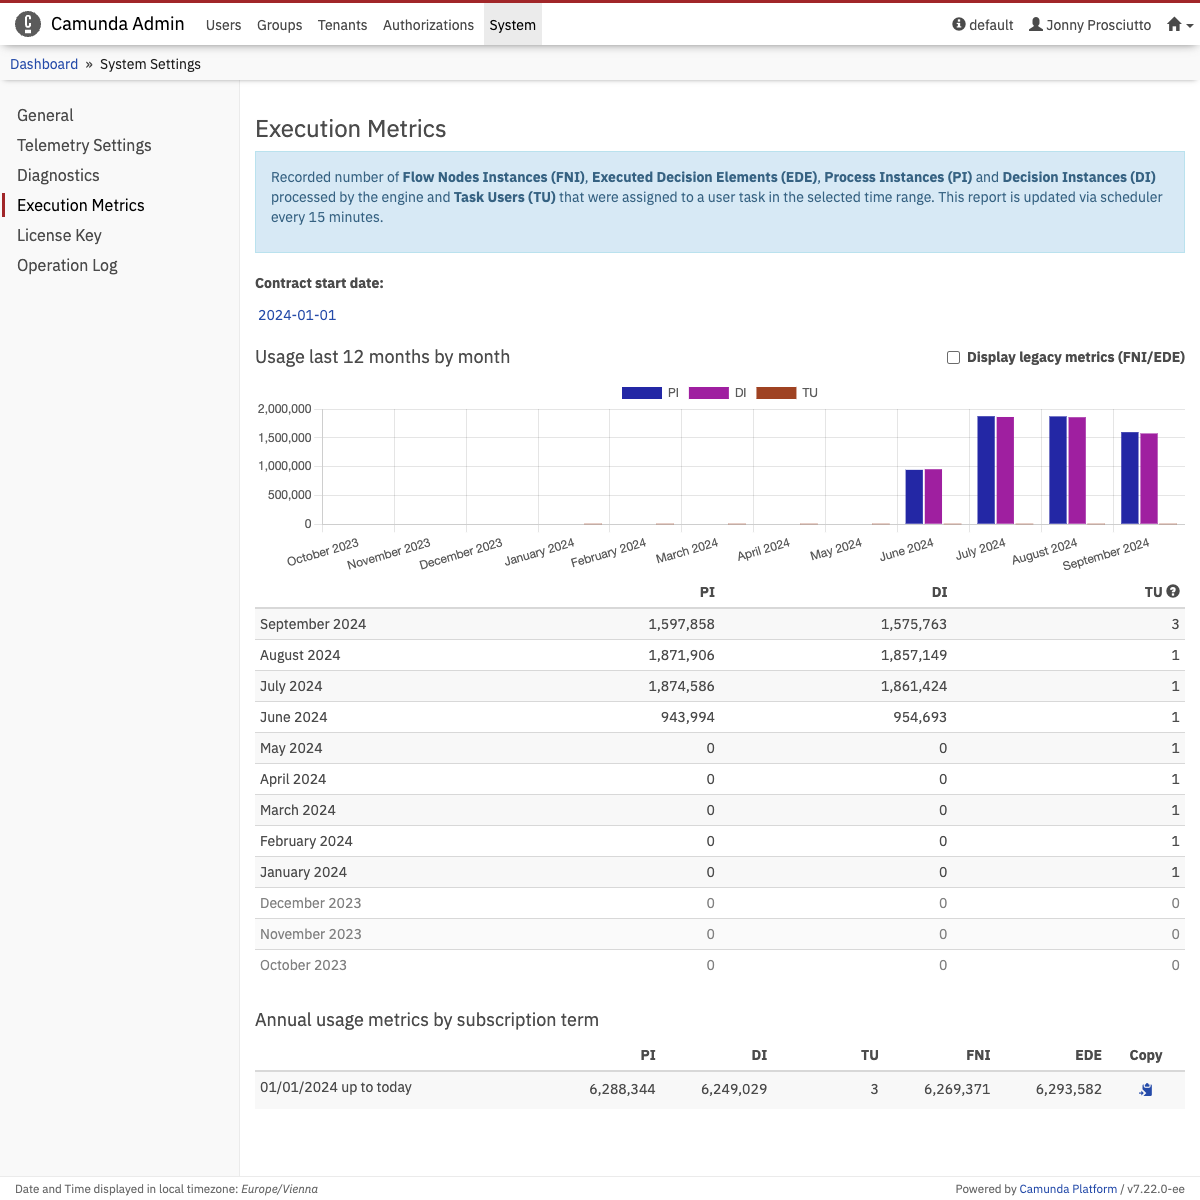 Camunda Admin Users Groups Tenants Authorizations System default Jonny Prosciutto
Dashboard » System Settings
General
Telemetry Settings
Diagnostics
Execution Metrics
License Key
Operation Log
Execution Metrics
Recorded number of Flow Nodes Instances (FNI), Executed Decision Elements (EDE), Process Instances (PI) and Decision Instances (DI)
processed by the engine and Task Users (TU) that were assigned to a user task in the selected time range. This report is updated via scheduler
every 15 minutes.
Contract start date:
2024-01-01
Usage last 12 months by month
Display legacy metrics (FNI/EDE)
PI DI TU
2,000,000
1,500,000
1,000,000
500,000
0
October 2023 November 2023 December 2023 January 2024 February 2024 March 2024 April 2024 May 2024 June 2024 July 2024 August 2024 September 2024
PI DI TU
September 2024 1,597,858 1,575,763 3
August 2024 1,871,906 1,857,149 1
July 2024 1,874,586 1,861,424 1
June 2024 943,994 954,693 1
May 2024 0 0 1
April 2024 0 0 1
March 2024 0 0 1
February 2024 0 0 1
January 2024 0 0 1
December 2023 0 0 0
November 2023 0 0 0
October 2023 0 0 0
Annual usage metrics by subscription term
PI DI TU FNI EDE Copy
01/01/2024 up to today 6,288,344 6,249,029 3 6,269,371 6,293,582
Date and Time displayed in local timezone: Europe/Vienna
Powered by Camunda Platform / v7.22.0-ee